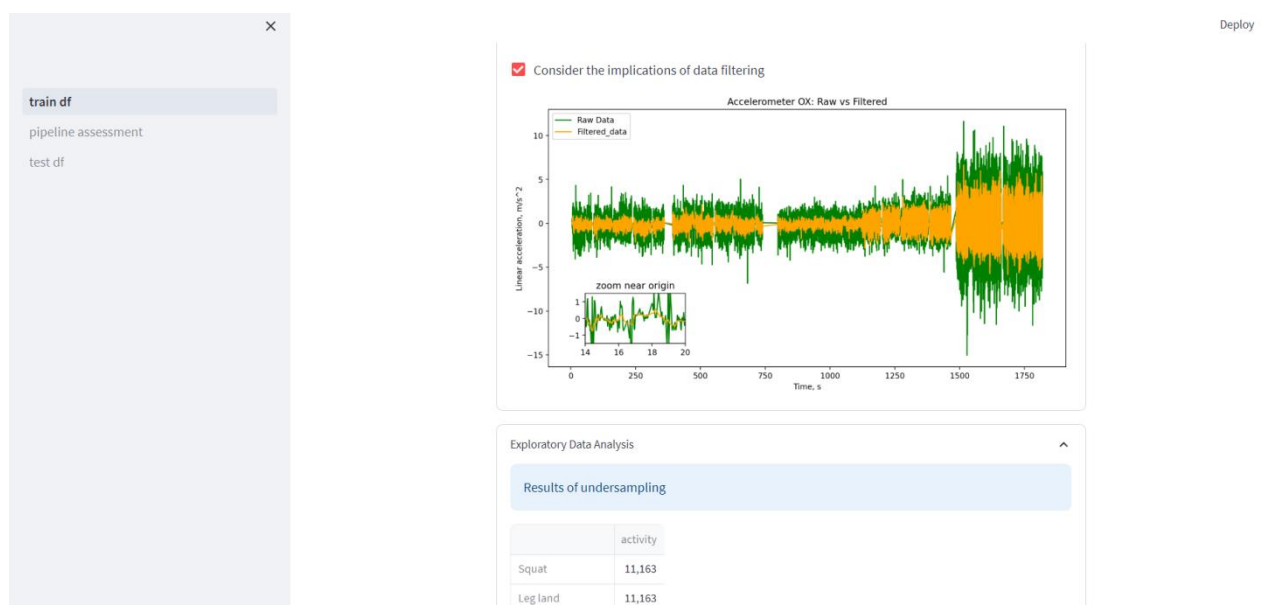 Deploy
train df
pipeline assessment
test df
Consider the implications of data filtering
Accelerometer OX: Raw vs Filtered
Raw Data
Filtered_data
Linear acceleration, m/s^2
10
5
0
−5
−10
−15
zoom near origin
1
0
−1
14 16 18 20
0 250 500 750 1000 1250 1500 1750
Time, s
Exploratory Data Analysis
Results of undersampling
activity
Squat 11,163
Leg land 11,163